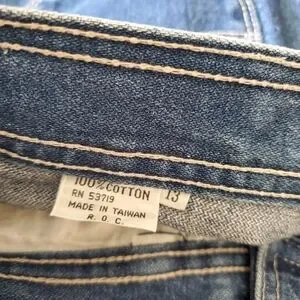 100% COTTON
RN 53719
MADE IN TAIWAN
R. O. C.
13